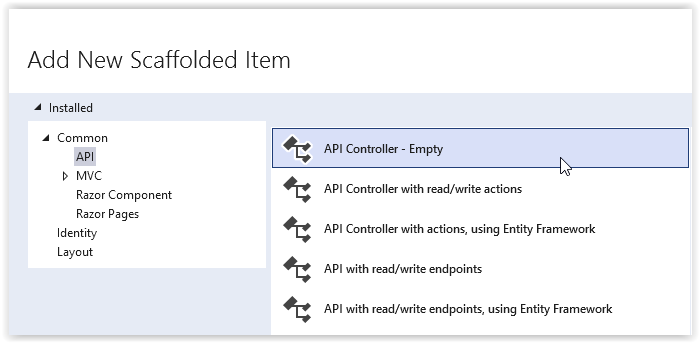 Add New Scaffolded Item
Installed
Common
API
MVC
Razor Component
Razor Pages
Identity
Layout
API Controller - Empty
API Controller with read/write actions
API Controller with actions, using Entity Framework
API with read/write endpoints
API with read/write endpoints, using Entity Framework